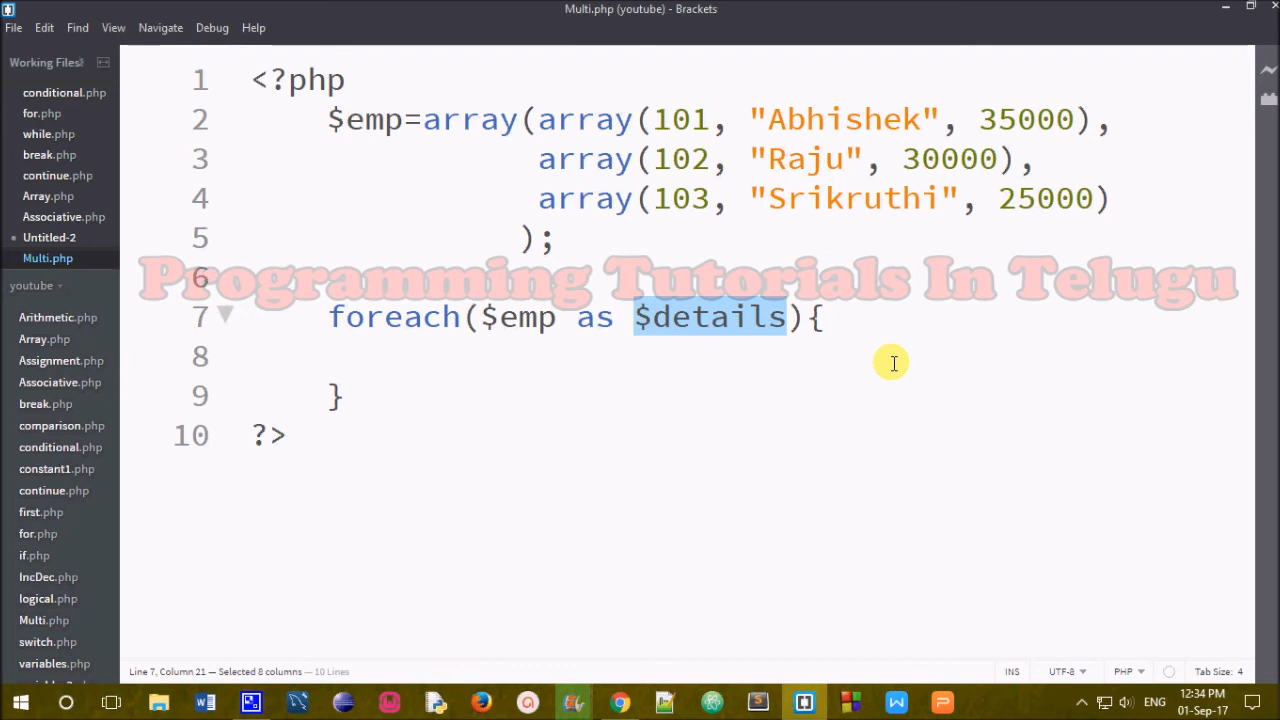 Multi.php (youtube) - Brackets
File Edit Find View Navigate Debug Help
Working Files
conditional.php
for.php
while.php
break.php
continue.php
Array.php
Associative.php
Untilted-2
Multi.php
youtube
Arithmetic.php
Array.php
Assignment.php
Associative.php
break.php
comparison.php
conditional.php
constant1.php
continue.php
first.php
for.php
if.php
IncDec.php
logical.php
Multi.php
switch.php
variables.php
1 <?php
2 $emp=array(array(101, "Abhishek", 35000),
3 array(102, "Raju", 30000),
4 array(103, "Srikruthi", 25000)
5 );
6
Programming Tutorials In Telugu
7 foreach($emp as $details){
8
9 }
10 ?>
Line 7, Column 21 — Selected 8 columns — 10 Lines
INS UTF-8 PHP Tab Size: 4
ENG
12:34 PM
01-Sep-17